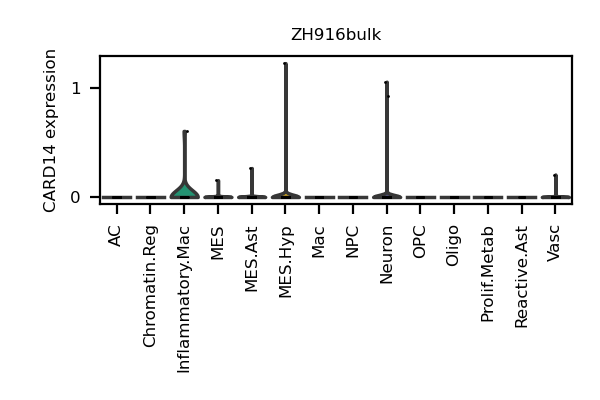 ZH916bulk
CARD14 expression
1
0
AC
Chromatin.Reg
Inflammatory.Mac
MES
MES.Ast
MES.Hyp
Mac
NPC
Neuron
OPC
Oligo
Prolif.Metab
Reactive.Ast
Vasc